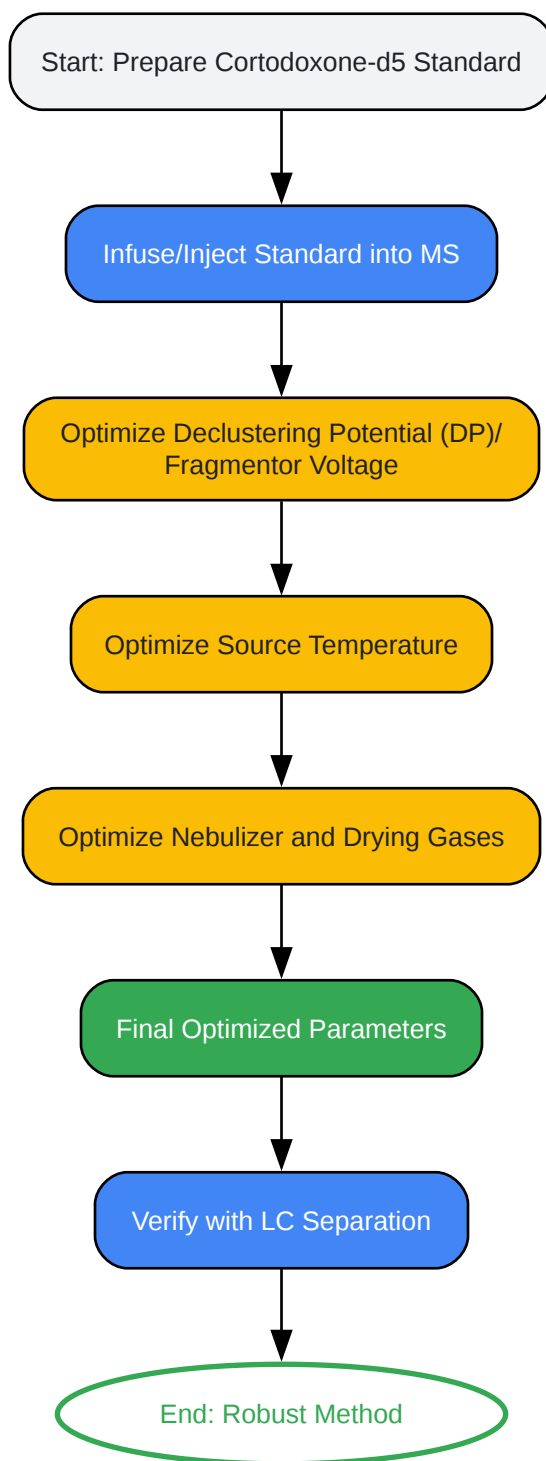 Start: Prepare Cortodoxone-d5 Standard
Infuse/Inject Standard into MS
Optimize Declustering Potential (DP)/
Fragmentor Voltage
Optimize Source Temperature
Optimize Nebulizer and Drying Gases
Final Optimized Parameters
Verify with LC Separation
End: Robust Method